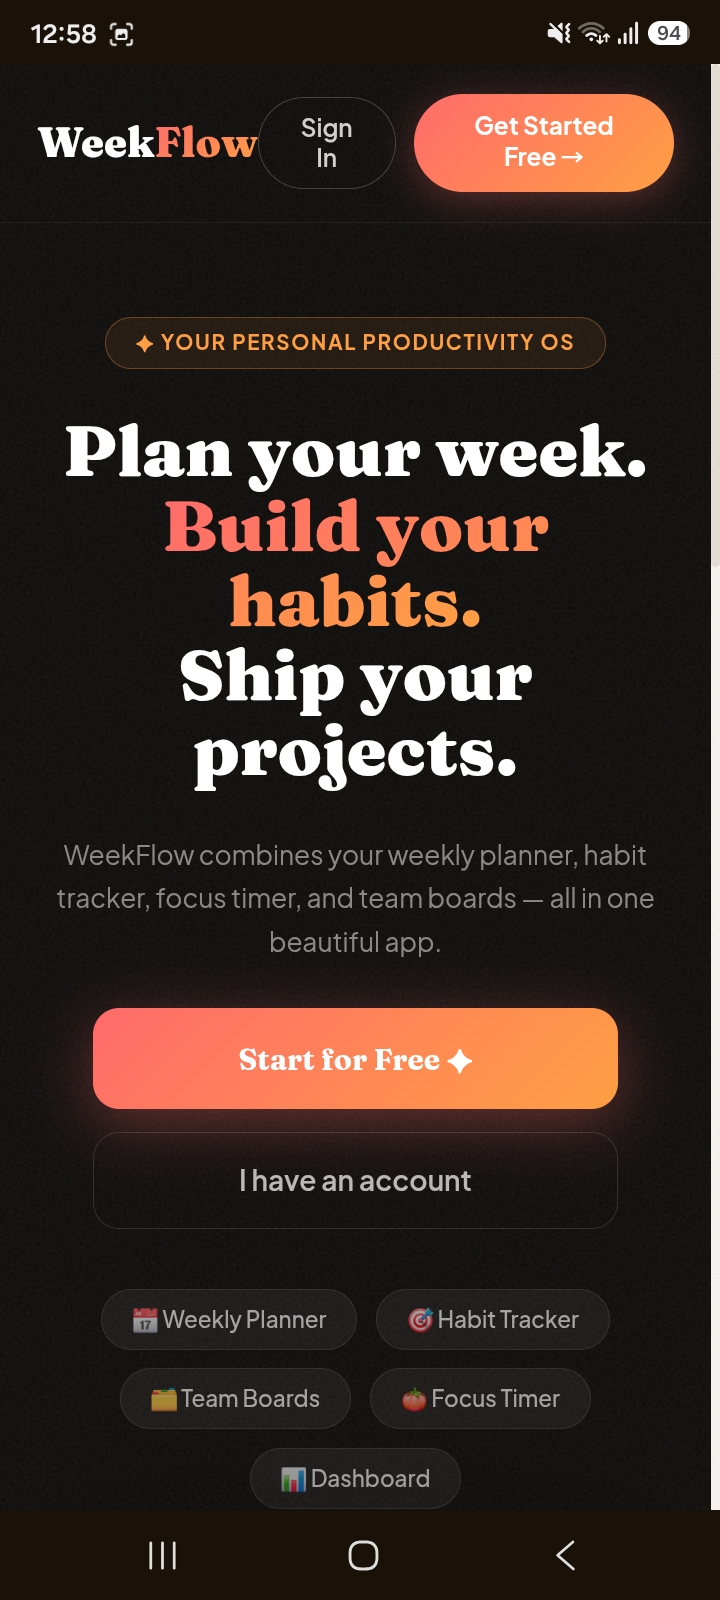 12:58
94
WeekFlow
Sign
In
Get Started
Free →
✦ YOUR PERSONAL PRODUCTIVITY OS
Plan your week.
Build your
habits.
Ship your
projects.
WeekFlow combines your weekly planner, habit
tracker, focus timer, and team boards — all in one
beautiful app.
Start for Free ✦
I have an account
📅 Weekly Planner
🎯 Habit Tracker
🗂️ Team Boards
🍅 Focus Timer
📊 Dashboard